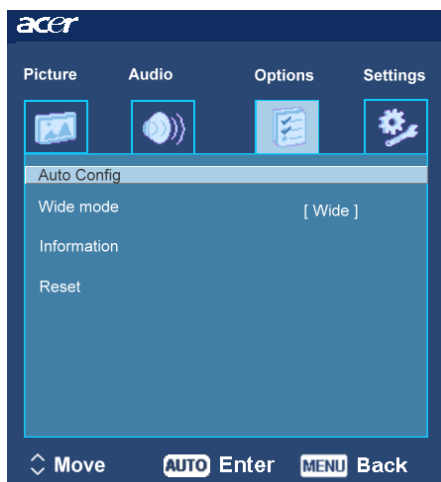 acer
Picture Audio Options Settings
Auto Config
Wide mode [ Wide ]
Information
Reset
Move AUTO Enter MENU Back